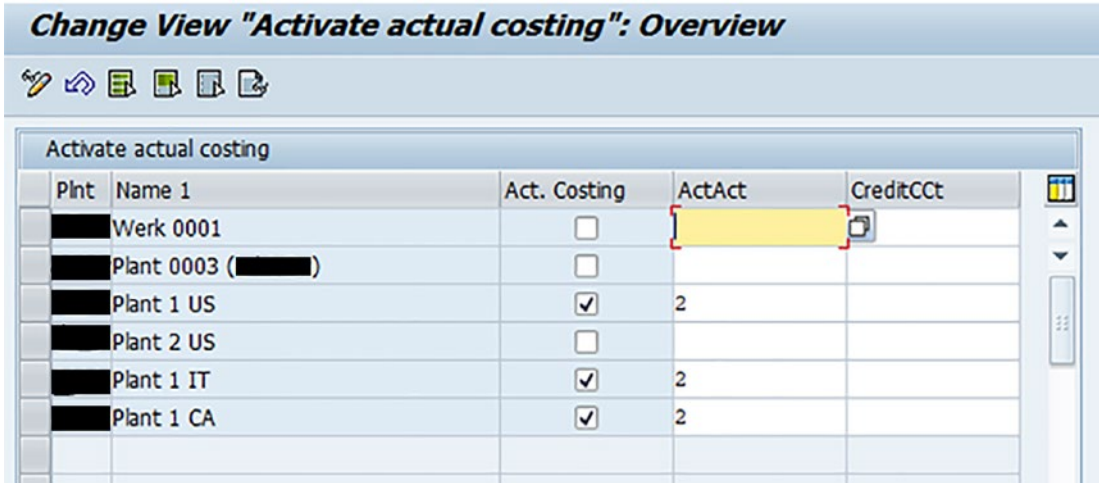 Change View "Activate actual costing": Overview
Activate actual costing
Plnt Name 1 Act. Costing ActAct CreditCCt
Werk 0001
Plant 0003 ( )
Plant 1 US 2
Plant 2 US
Plant 1 IT 2
Plant 1 CA 2